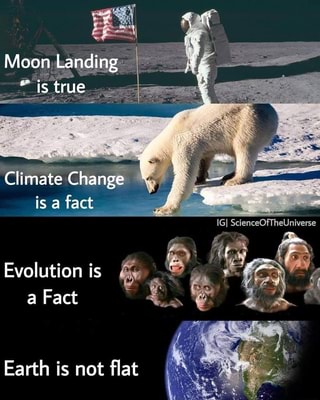 Moon Landing
is true
Climate Change
is a fact
IG| ScienceOfTheUniverse
Evolution is
a Fact
Earth is not flat